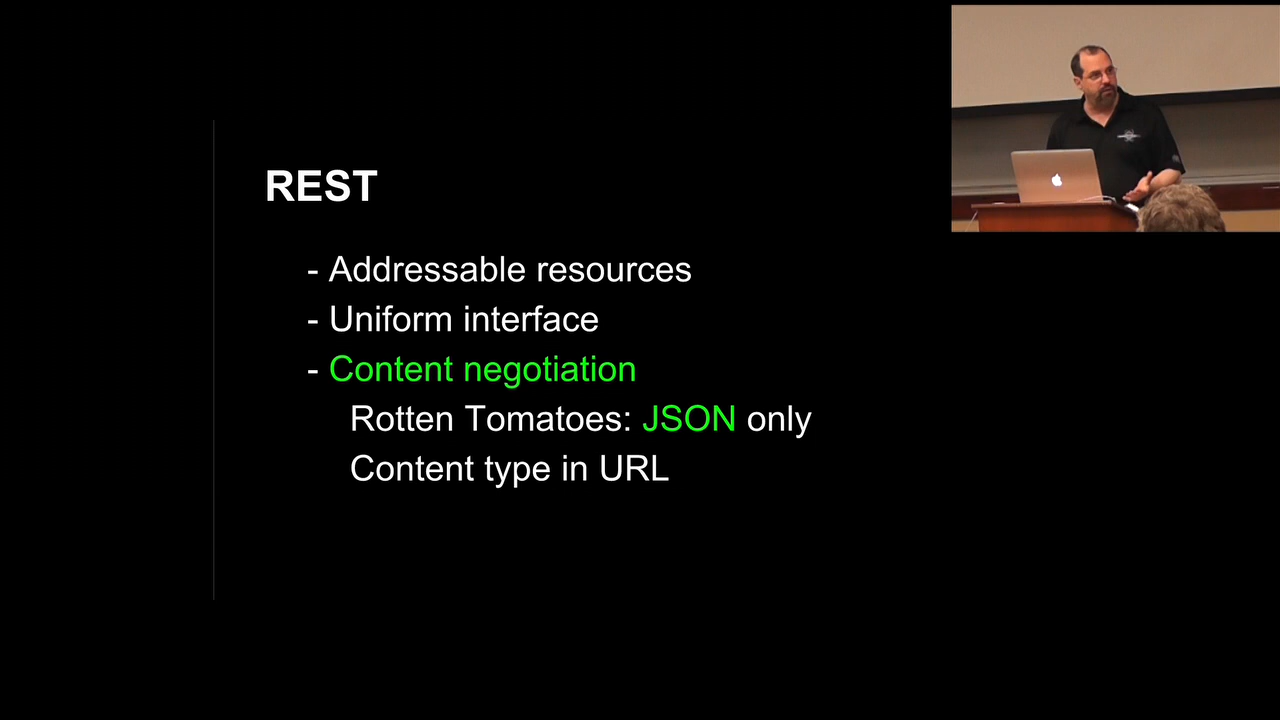 REST
- Addressable resources
- Uniform interface
- Content negotiation
Rotten Tomatoes: JSON only
Content type in URL